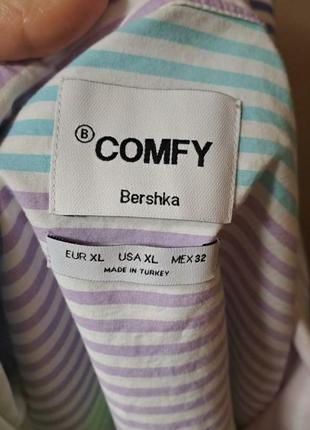 Ⓑ COMFY
Bershka
EUR XL USA XL MEX 32
MADE IN TURKEY